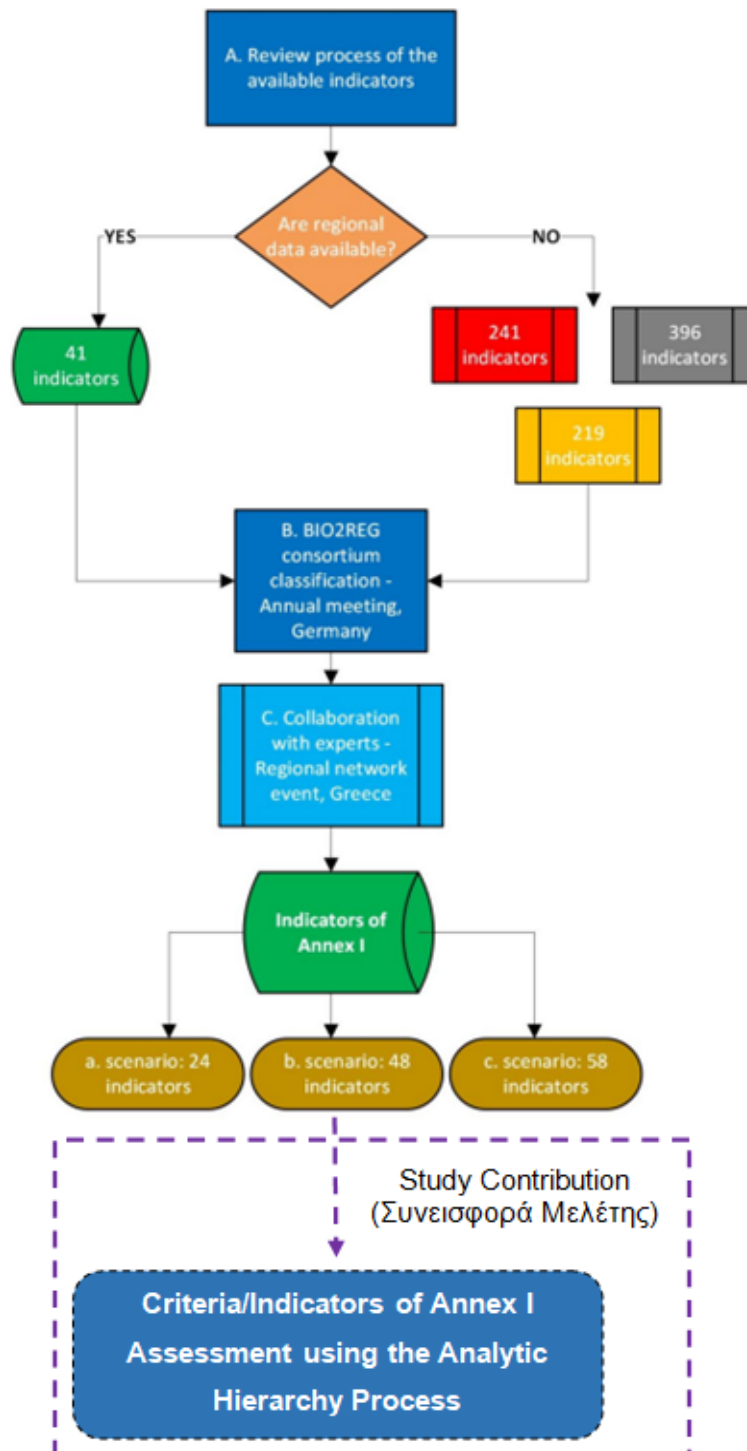 A. Review process of the
available indicators
Are regional
data available?
YES
NO
41
indicators
241
indicators
396
indicators
219
indicators
B. BIO2REG
consortium
classification -
Annual meeting,
Germany
C. Collaboration
with experts -
Regional network
event, Greece
Indicators of
Annex I
a. scenario: 24
indicators
b. scenario: 48
indicators
c. scenario: 58
indicators
Study Contribution
(Συνεισφορά Μελέτης)
Criteria/Indicators of Annex I
Assessment using the Analytic
Hierarchy Process